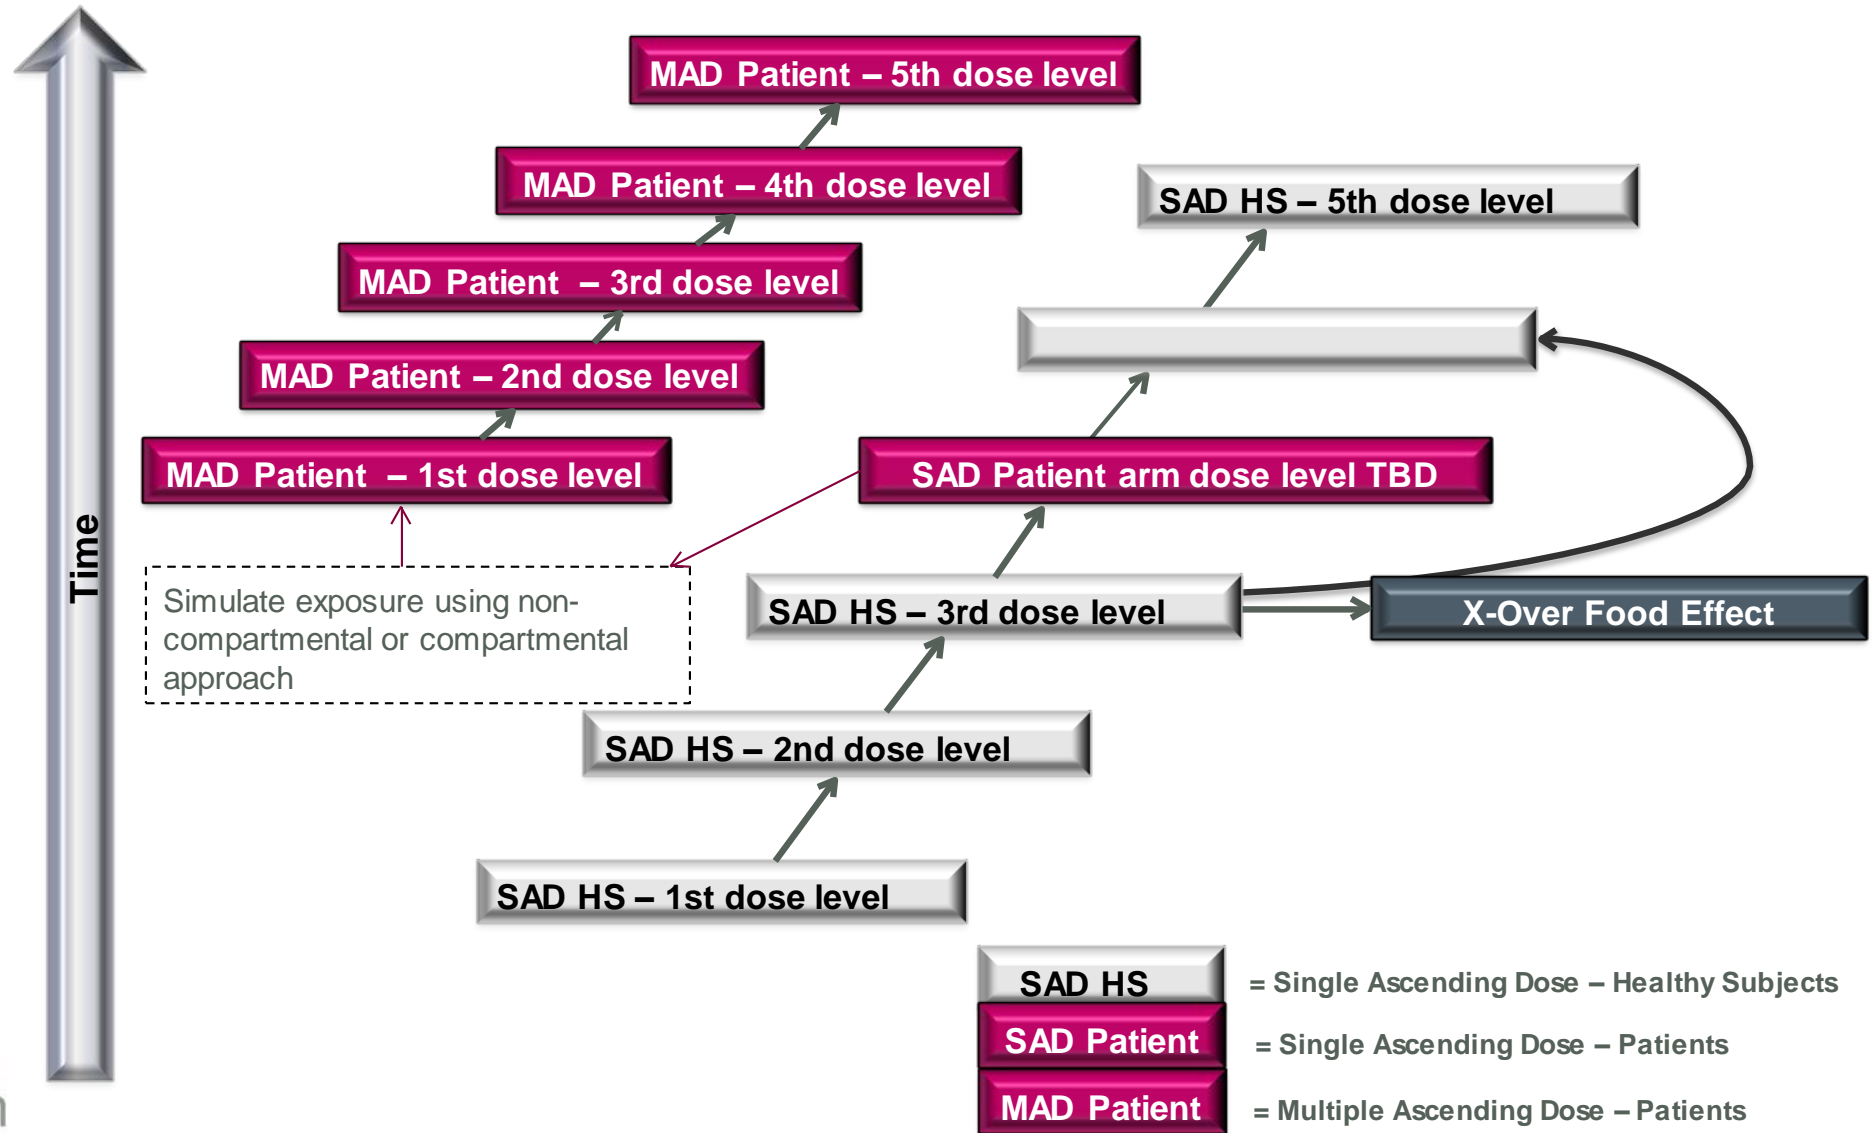 MAD Patient – 5th dose level
MAD Patient – 4th dose level
SAD HS – 5th dose level
MAD Patient – 3rd dose level
MAD Patient – 2nd dose level
MAD Patient – 1st dose level
SAD Patient arm dose level TBD
Time
Simulate exposure using non-
compartmental or compartmental
approach
SAD HS – 3rd dose level
X-Over Food Effect
SAD HS – 2nd dose level
SAD HS – 1st dose level
SAD HS
= Single Ascending Dose – Healthy Subjects
SAD Patient
= Single Ascending Dose – Patients
MAD Patient
= Multiple Ascending Dose – Patients